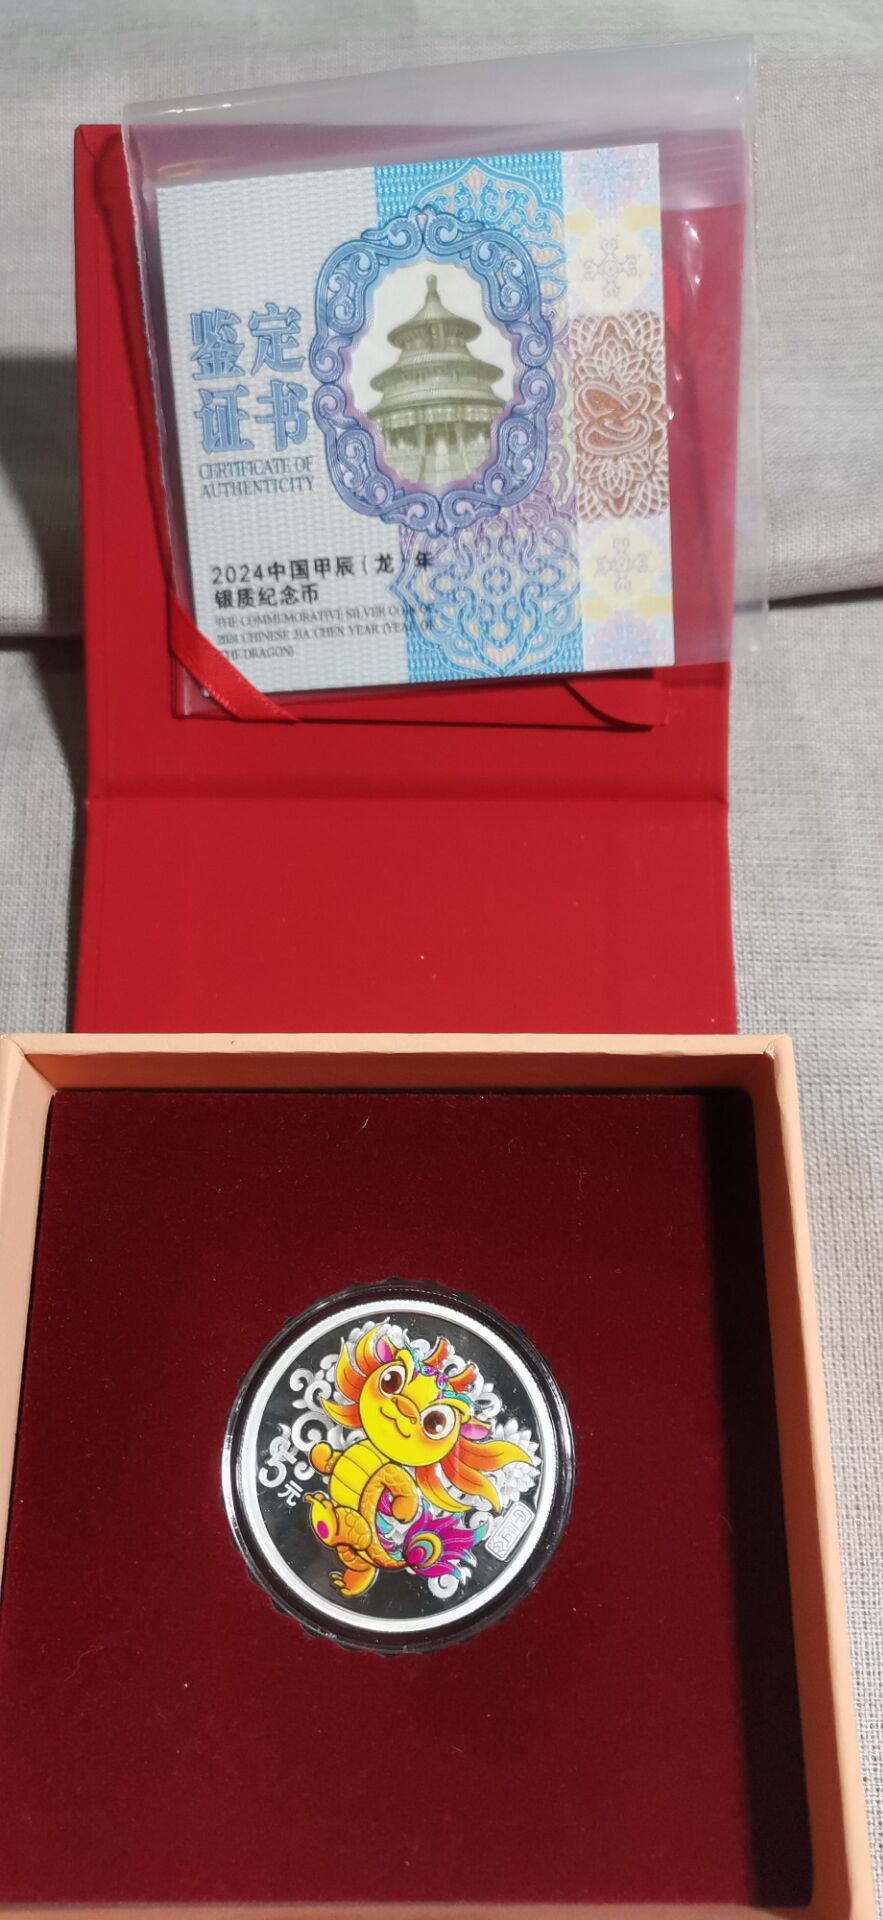 鉴定
证书
CERTIFICATE OF
AUTHENTICITY
2024中国甲辰(龙)年
银质纪念币
THE COMMEMORATIVE SILVER COIN OF
2024 CHINESE JIA CHEN YEAR (YEAR OF
THE DRAGON)
5元